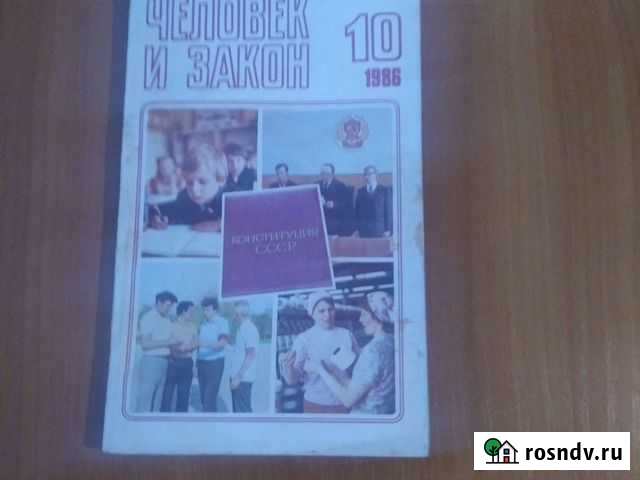 ЧЕЛОВЕК
И ЗАКОН
10
1986
КОНСТИТУЦИЯ
СССР
rosndv.ru